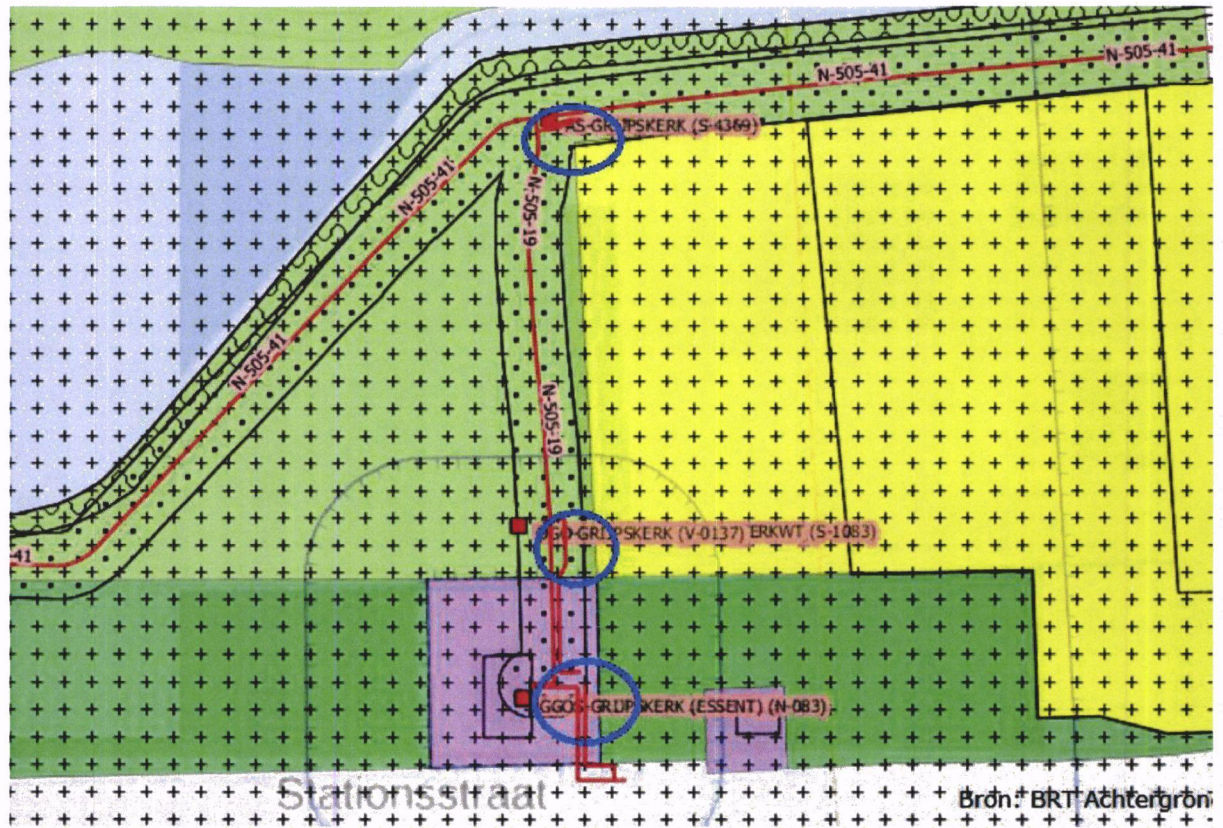 N-505-41
N-505-41
AS-GRIJPSKERK (S-4369)
N-505-41
N-505-19
N-505-41
N-505-19
GRIJPSKERK (V-0137) ERKWT (S-1083)
41
GGOS-GRIJPSKERK (ESSENT) (N-083)
Stationsstraat
Bron: BRT Achtergron